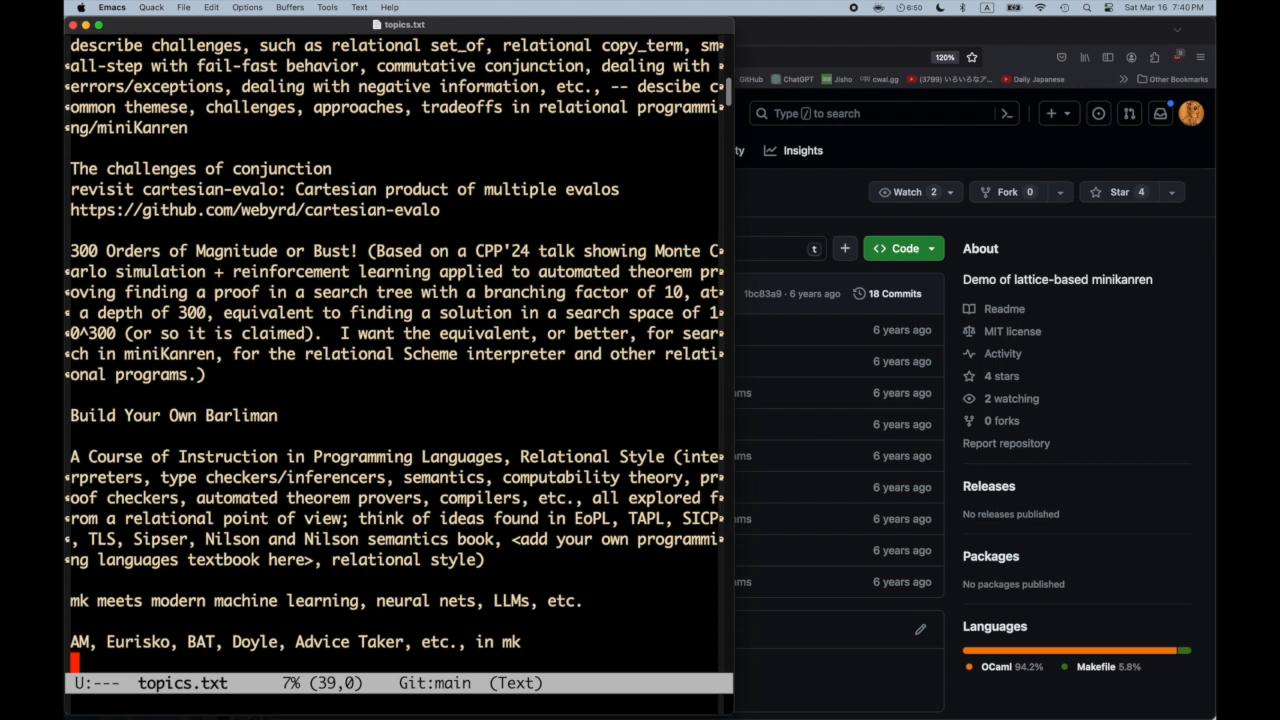 Emacs Quack File Edit Options Buffers Tools Text Help
6:50 A Sat Mar 16 7:40 PM
topics.txt
describe challenges, such as relational set_of, relational copy_term, sm
all-step with fail-fast behavior, commutative conjunction, dealing with
errors/exceptions, dealing with negative information, etc., -- descibe c
ommon themese, challenges, approaches, tradeoffs in relational programmi
ng/miniKanren
The challenges of conjunction
revisit cartesian-evalo: Cartesian product of multiple evalos
https://github.com/webyrd/cartesian-evalo
300 Orders of Magnitude or Bust! (Based on a CPP'24 talk showing Monte C
arlo simulation + reinforcement learning applied to automated theorem pr
oving finding a proof in a search tree with a branching factor of 10, at
a depth of 300, equivalent to finding a solution in a search space of 1
0^300 (or so it is claimed).  I want the equivalent, or better, for sear
ch in miniKanren, for the relational Scheme interpreter and other relati
onal programs.)
Build Your Own Barliman
A Course of Instruction in Programming Languages, Relational Style (inte
rpreters, type checkers/inferencers, semantics, computability theory, pr
oof checkers, automated theorem provers, compilers, etc., all explored f
rom a relational point of view; think of ideas found in EoPL, TAPL, SICP
, TLS, Sipser, Nilson and Nilson semantics book, <add your own programmi
ng languages textbook here>, relational style)
mk meets modern machine learning, neural nets, LLMs, etc.
AM, Eurisko, BAT, Doyle, Advice Taker, etc., in mk
U:--- topics.txt 7% (39,0) Git:main (Text)
120%
GitHub ChatGPT Jisho cwal.gg (3799) いろいろなア... Daily Japanese Other Bookmarks
Type / to search
ty Insights
Watch 2 Fork 0 Star 4
t Code
1bc83a9 · 6 years ago 18 Commits
6 years ago
6 years ago
ms 6 years ago
6 years ago
ms 6 years ago
6 years ago
ms 6 years ago
6 years ago
ms 6 years ago
About
Demo of lattice-based minikanren
Readme
MIT license
Activity
4 stars
2 watching
0 forks
Report repository
Releases
No releases published
Packages
No packages published
Languages
OCaml 94.2% Makefile 5.8%